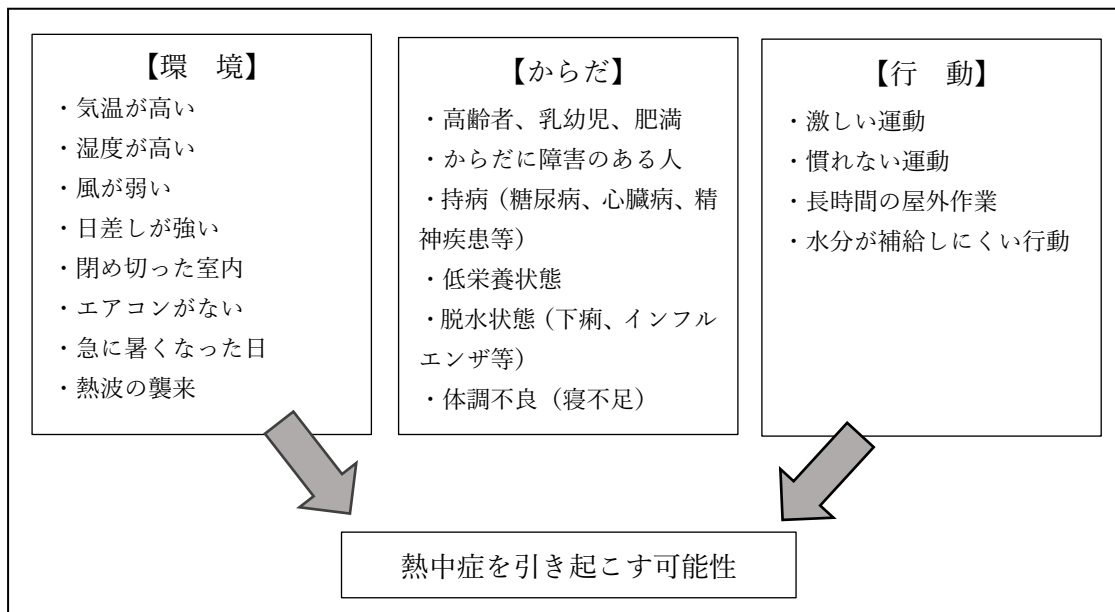 【環　境】
・気温が高い
・湿度が高い
・風が弱い
・日差しが強い
・閉め切った室内
・エアコンがない
・急に暑くなった日
・熱波の襲来
【からだ】
・高齢者、乳幼児、肥満
・からだに障害のある人
・持病（糖尿病、心臓病、精
神疾患等）
・低栄養状態
・脱水状態（下痢、インフル
エンザ等）
・体調不良（寝不足）
【行　動】
・激しい運動
・慣れない運動
・長時間の屋外作業
・水分が補給しにくい行動
熱中症を引き起こす可能性